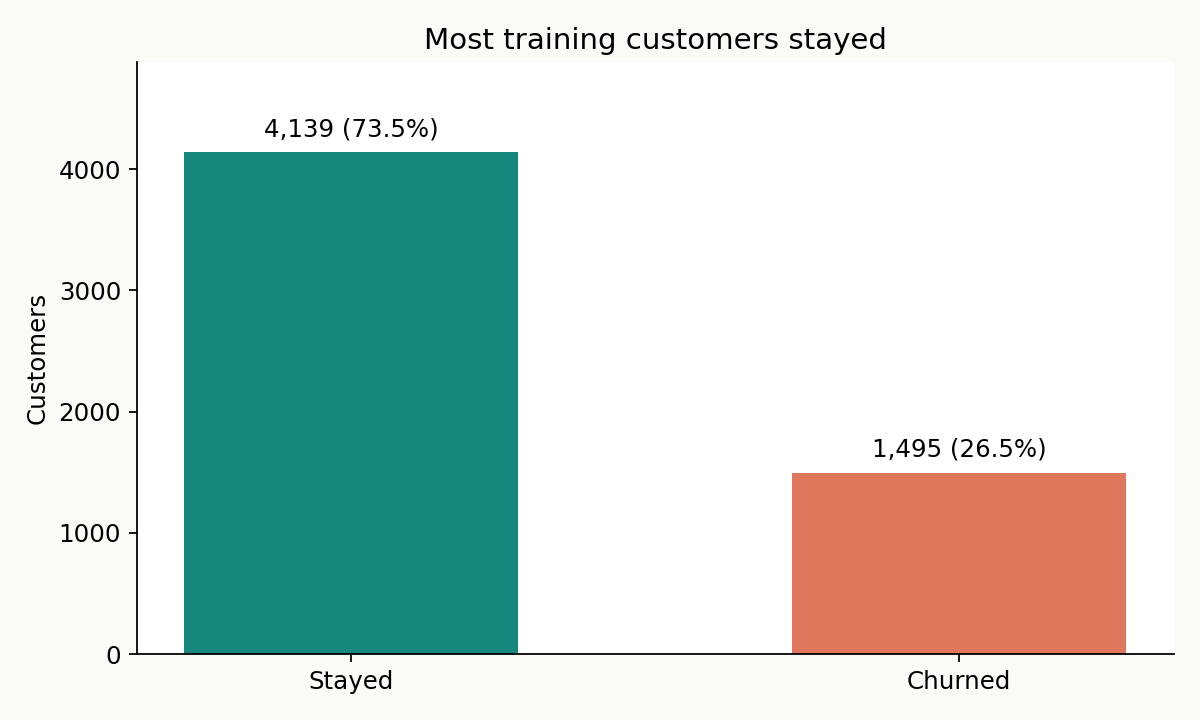 Most training customers stayed
Customers
4000
3000
2000
1000
0
4,139 (73.5%)
1,495 (26.5%)
Stayed
Churned